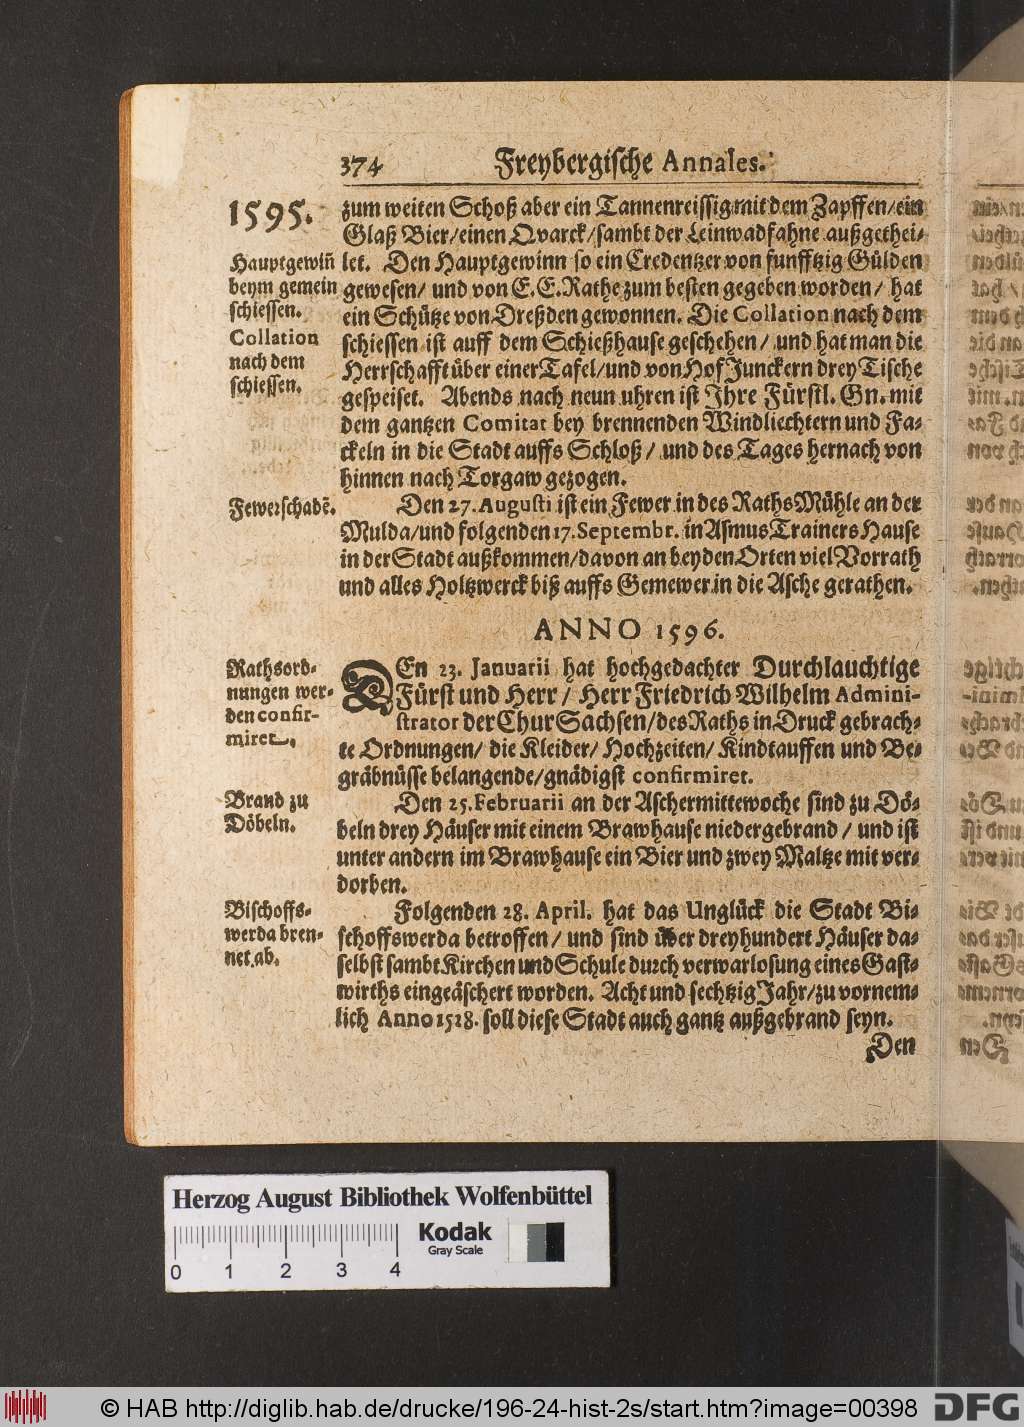 374 Freybergische Annales.
1595.
zum weiten Schoß aber ein Tannenreissig mit dem Zapffen/ein
Glaß Bier/einen Qvarck/sambt der Leinwadfahne außgethei-
let. Den Hauptgewinn so ein Credentzer von funfftzig Gülden
gewesen/ und von E. E. Rathe zum besten gegeben worden/ hat
ein Schütze von Dreßden gewonnen. Die Collation nach dem
schiessen ist auff dem Schießhause geschehen/ und hat man die
Herrschafft über einer Tafel/und von Hof Junckern drey Tische
gespeiset. Abends nach neun uhren ist Ihre Fürstl. Gn. mit
dem gantzen Comitat bey brennenden Windliechtern und Fa-
ckeln in die Stadt auffs Schloß/ und des Tages hernach von
hinnen nach Torgaw gezogen.
Hauptgewiñ
beym gemein
schiessen.
Collation
nach dem
schiessen.
Den 27. Augusti ist ein Fewer in des Raths Mühle an der
Mulda/und folgenden 17. Septembr. in Asmus Trainers Hause
in der Stadt außkommen/davon an beyden Orten viel Vorrath
und alles Holtzwerck biß auffs Gemewer in die Asche gerathen.
Fewerschadẽ.
ANNO 1596.
DEn 23. Januarii hat hochgedachter Durchlauchtige
Fürst und Herr/ Herr Friedrich Wilhelm Admini-
strator der Chur Sachsen/des Raths in Druck gebrach-
te Ordnungen/ die Kleider/ Hochzeiten/ Kindtauffen und Be-
gräbnüsse belangende/gnädigst confirmiret.
Rathsord-
nungen wer-
den confir-
miret.
Den 25. Februarii an der Aschermittewoche sind zu Dö-
beln drey Häuser mit einem Brawhause niedergebrand/ und ist
unter andern im Brawhause ein Bier und zwey Maltze mit ver-
dorben.
Brand zu
Döbeln.
Folgenden 28. April. hat das Unglück die Stadt Bi-
schoffswerda betroffen/ und sind über dreyhundert Häuser da-
selbst sambt Kirchen und Schule durch verwarlosung eines Gast-
wirths eingeäschert worden. Acht und sechtzig Jahr/zu vornem-
lich Anno 1528. soll diese Stadt auch gantz außgebrand seyn.
Bischoffs-
werda bren-
net ab.
Den
Herzog August Bibliothek Wolfenbüttel
Kodak
Gray Scale
0 1 2 3 4
© HAB http://diglib.hab.de/drucke/196-24-hist-2s/start.htm?image=00398 DFG